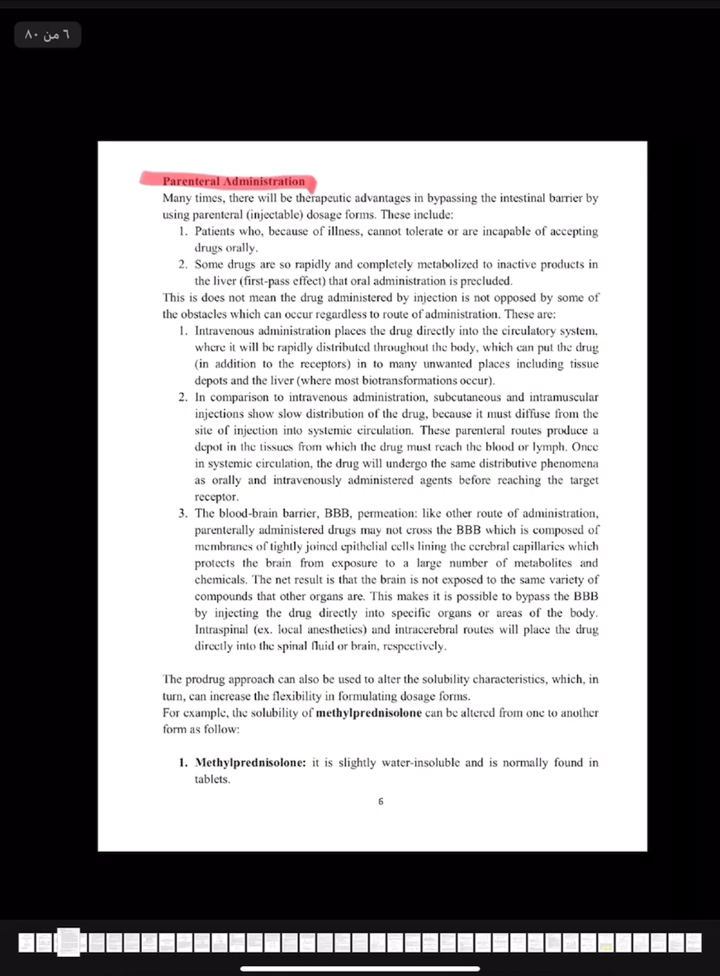 ٦ من ٨٠
Parenteral Administration
Many times, there will be therapeutic advantages in bypassing the intestinal barrier by
using parenteral (injectable) dosage forms. These include:
1. Patients who, because of illness, cannot tolerate or are incapable of accepting
drugs orally.
2. Some drugs are so rapidly and completely metabolized to inactive products in
the liver (first-pass effect) that oral administration is precluded.
This is does not mean the drug administered by injection is not opposed by some of
the obstacles which can occur regardless to route of administration. These are:
1. Intravenous administration places the drug directly into the circulatory system,
where it will be rapidly distributed throughout the body, which can put the drug
(in addition to the receptors) in to many unwanted places including tissue
depots and the liver (where most biotransformations occur).
2. In comparison to intravenous administration, subcutaneous and intramuscular
injections show slow distribution of the drug, because it must diffuse from the
site of injection into systemic circulation. These parenteral routes produce a
depot in the tissues from which the drug must reach the blood or lymph. Once
in systemic circulation, the drug will undergo the same distributive phenomena
as orally and intravenously administered agents before reaching the target
receptor.
3. The blood-brain barrier, BBB, permeation: like other route of administration,
parenterally administered drugs may not cross the BBB which is composed of
membranes of tightly joined epithelial cells lining the cerebral capillaries which
protects the brain from exposure to a large number of metabolites and
chemicals. The net result is that the brain is not exposed to the same variety of
compounds that other organs are. This makes it is possible to bypass the BBB
by injecting the drug directly into specific organs or areas of the body.
Intraspinal (ex. local anesthetics) and intracerebral routes will place the drug
directly into the spinal fluid or brain, respectively.
The prodrug approach can also be used to alter the solubility characteristics, which, in
turn, can increase the flexibility in formulating dosage forms.
For example, the solubility of methylprednisolone can be altered from one to another
form as follow:
1. Methylprednisolone: it is slightly water-insoluble and is normally found in
tablets.
6